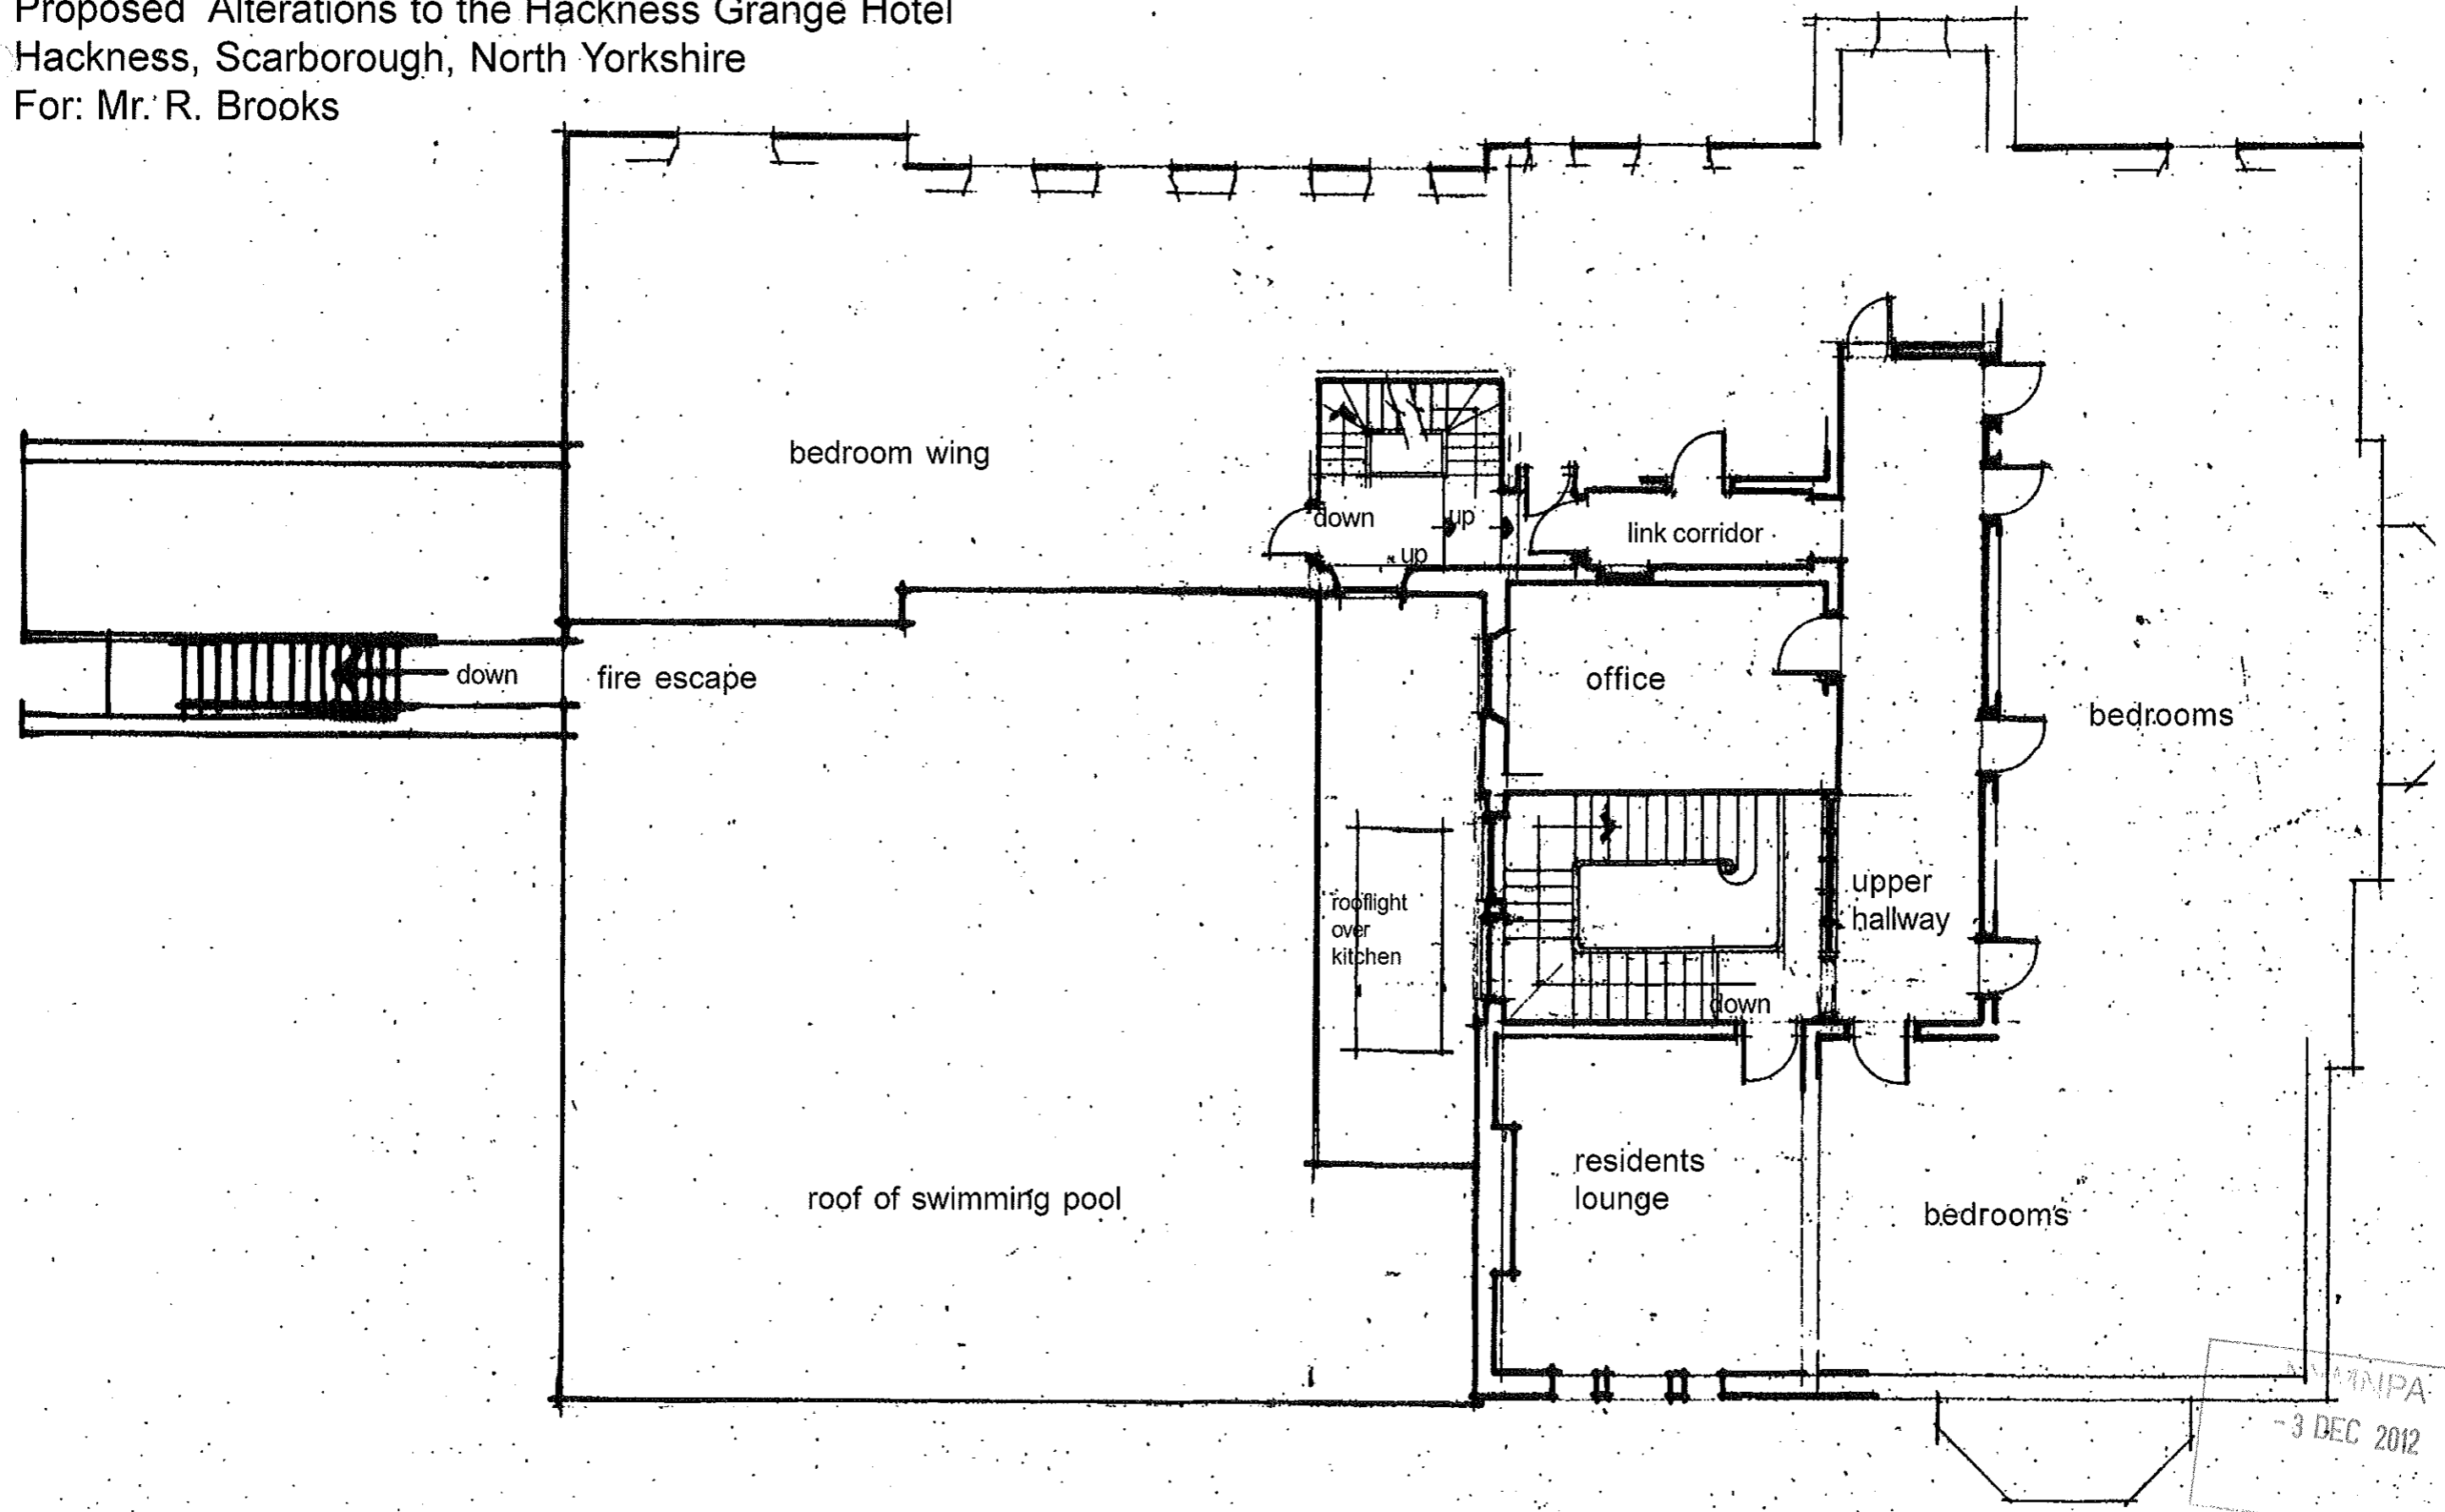 Proposed Alterations to the Hackness Grange Hotel
Hackness, Scarborough, North Yorkshire
For: Mr. R. Brooks
bedroom wing
down
up
up
link corridor
down
fire escape
office
bedrooms
rooflight
over
kitchen
upper
hallway
down
residents
lounge
roof of swimming pool
bedrooms
NPA
-3 DEC 2012